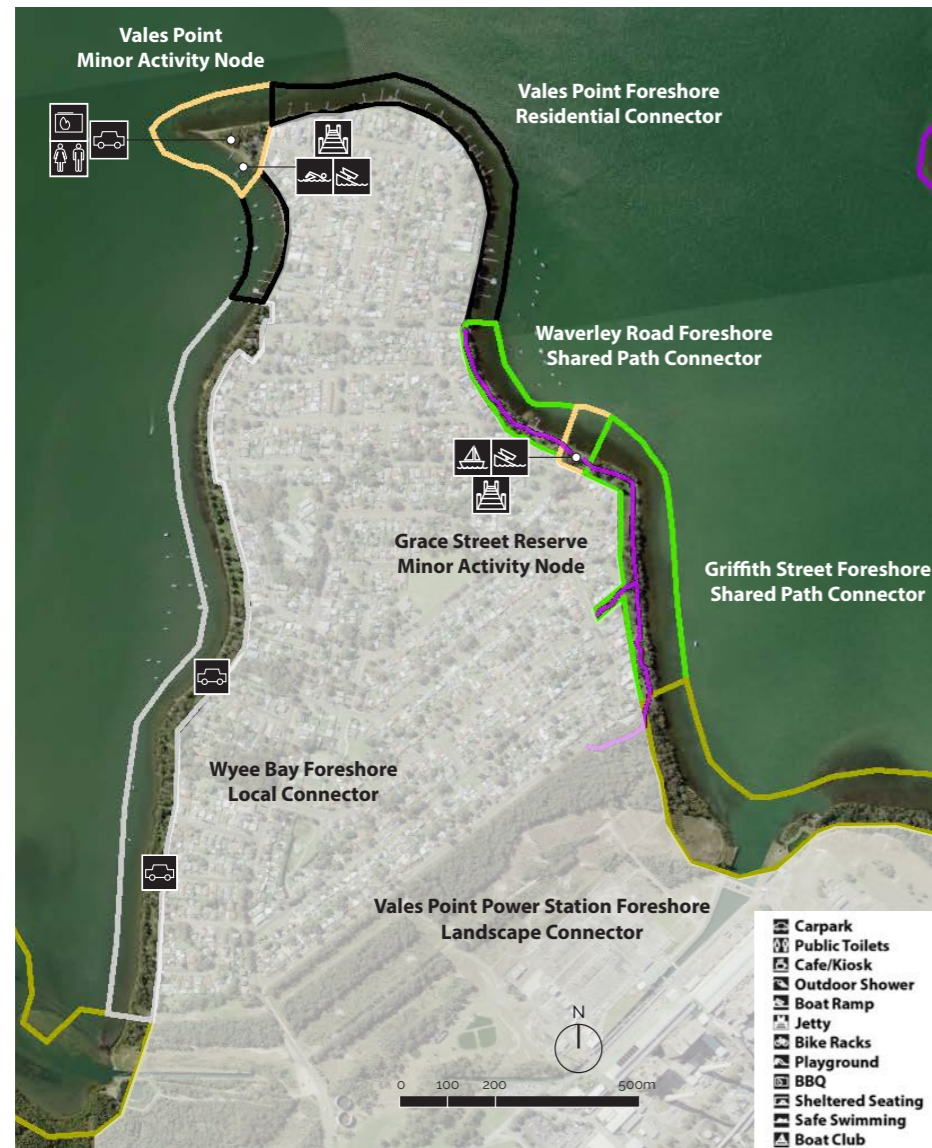 Vales Point
Minor Activity Node
Vales Point Foreshore
Residential Connector
Waverley Road Foreshore
Shared Path Connector
Grace Street Reserve
Minor Activity Node
Griffith Street Foreshore
Shared Path Connector
Wyee Bay Foreshore
Local Connector
Vales Point Power Station Foreshore
Landscape Connector
N
0 100 200 500m
Carpark
Public Toilets
Cafe/Kiosk
Outdoor Shower
Boat Ramp
Jetty
Bike Racks
Playground
BBQ
Sheltered Seating
Safe Swimming
Boat Club